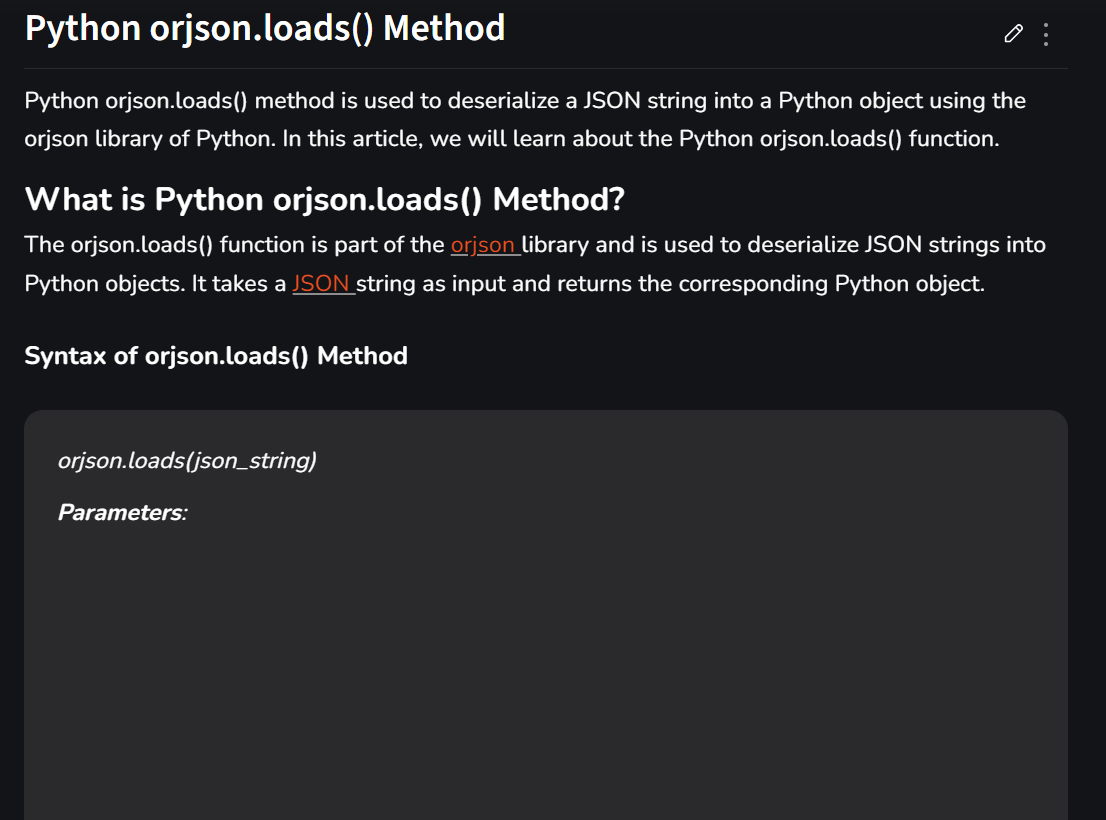 Python orjson.loads() Method
Python orjson.loads() method is used to deserialize a JSON string into a Python object using the
orjson library of Python. In this article, we will learn about the Python orjson.loads() function.
What is Python orjson.loads() Method?
The orjson.loads() function is part of the orjson library and is used to deserialize JSON strings into
Python objects. It takes a JSON string as input and returns the corresponding Python object.
Syntax of orjson.loads() Method
orjson.loads(json_string)
Parameters: